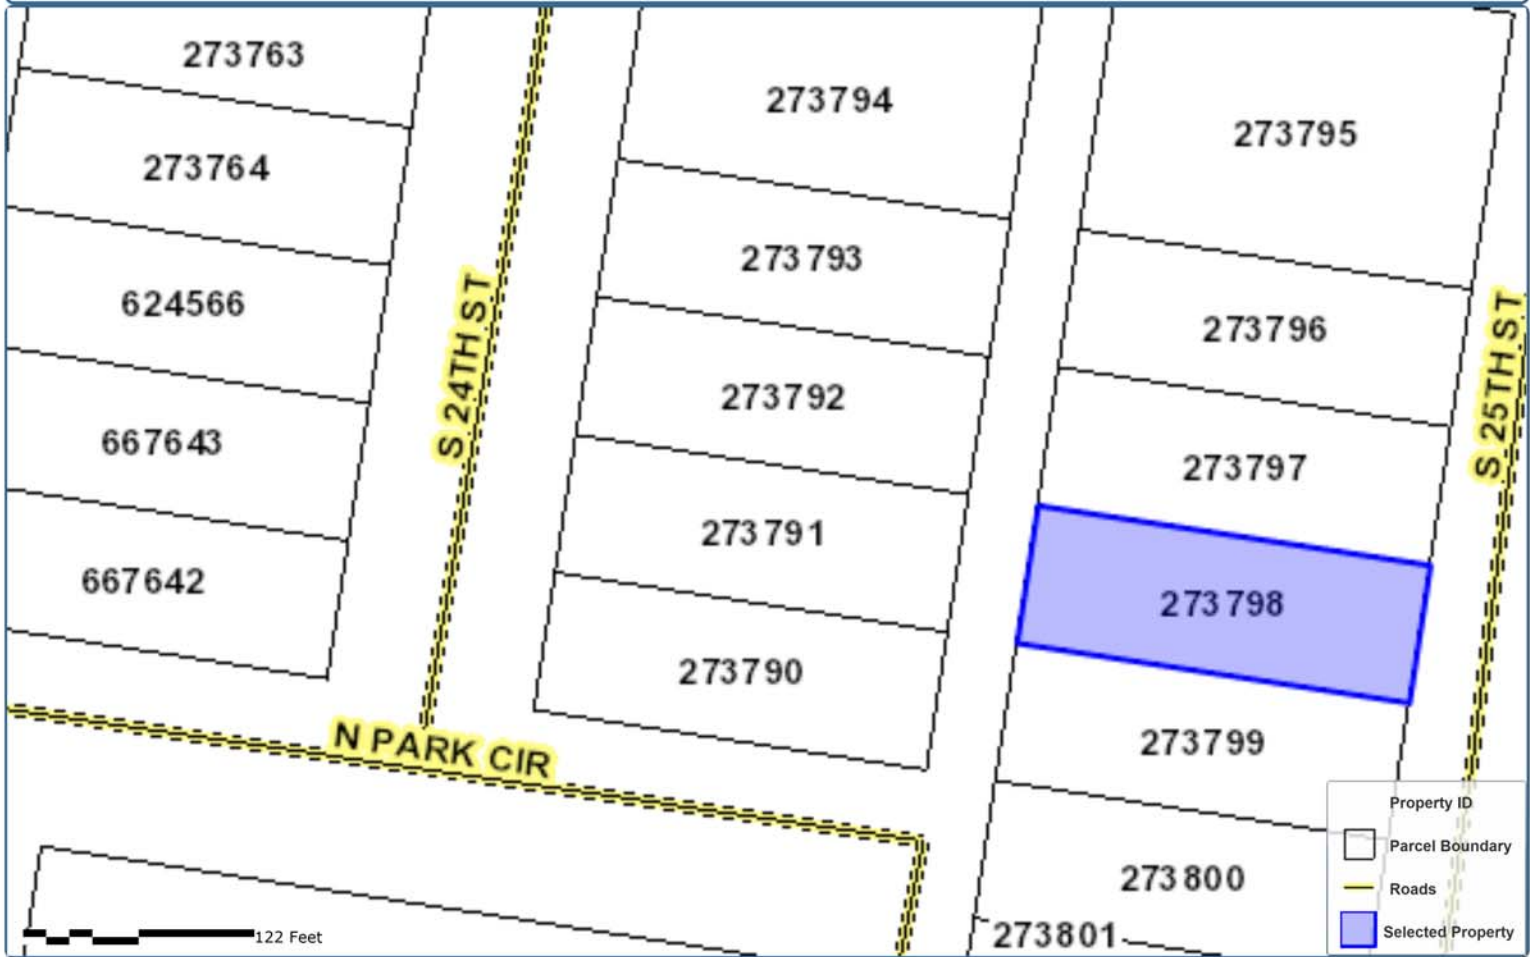 273763
273764
624566
667643
667642
S 24TH ST
273794
273793
273792
273791
273790
273795
273796
273797
273798
273799
273800
273801
S 25TH ST
N PARK CIR
122 Feet
Property ID
Parcel Boundary
Roads
Selected Property